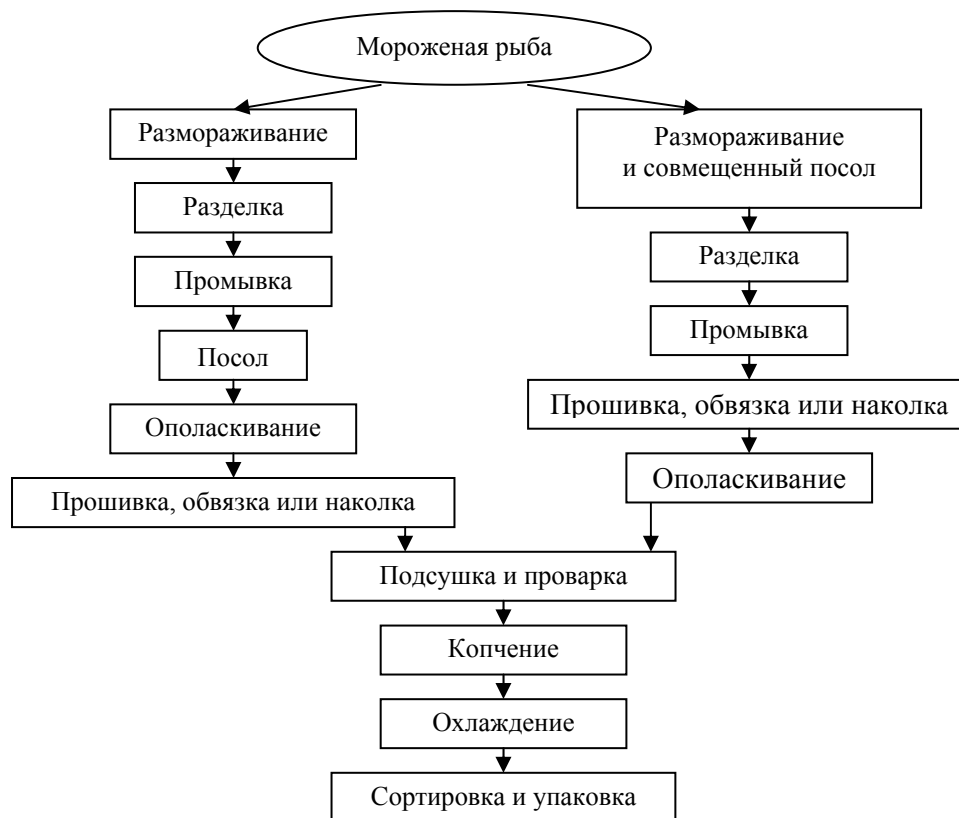 Мороженая рыба
Размораживание
Разделка
Промывка
Посол
Ополаскивание
Прошивка, обвязка или наколка
Размораживание
и совмещенный посол
Разделка
Промывка
Прошивка, обвязка или наколка
Ополаскивание
Подсушка и проварка
Копчение
Охлаждение
Сортировка и упаковка